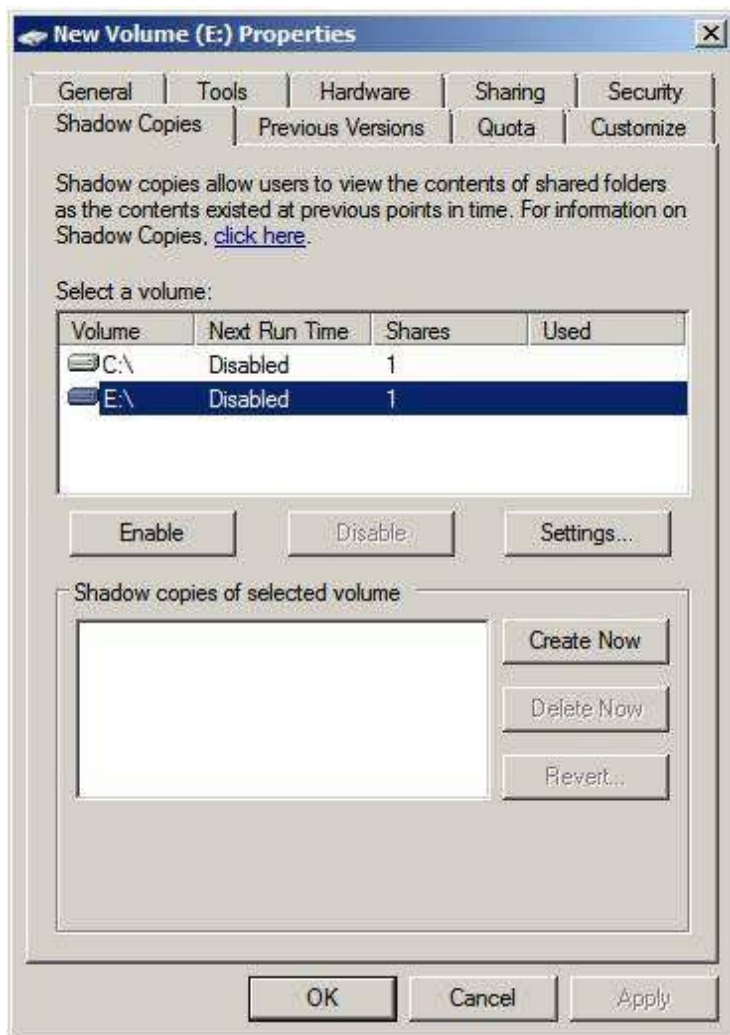 New Volume (E:) Properties
General Tools Hardware Sharing Security
Shadow Copies Previous Versions Quota Customize
Shadow copies allow users to view the contents of shared folders
as the contents existed at previous points in time. For information on
Shadow Copies, click here.
Select a volume:
Volume Next Run Time Shares Used
C:\ Disabled 1
E:\ Disabled 1
Enable Disable Settings...
Shadow copies of selected volume
Create Now
Delete Now
Revert...
OK Cancel Apply